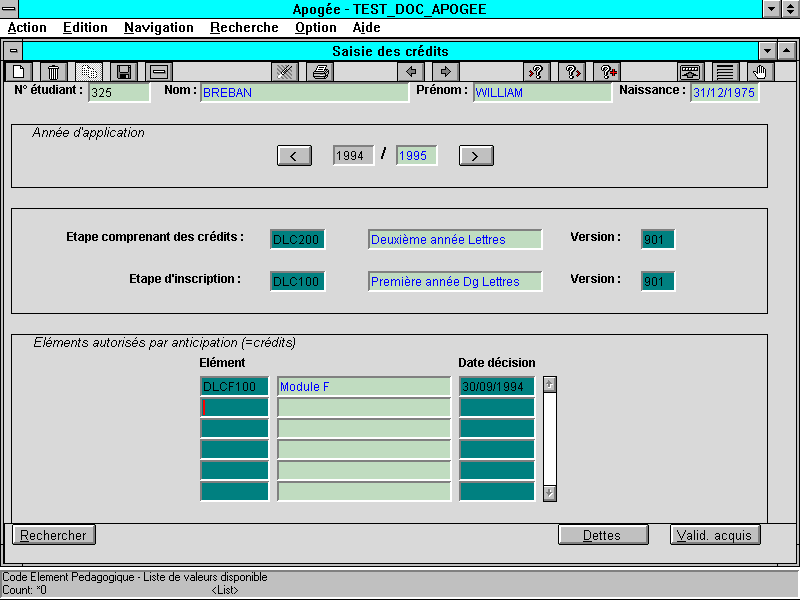 Apogée - TEST_DOC_APOGEE
Action Edition Navigation Recherche Option Aide
Saisie des crédits
N° étudiant : 325 Nom : BREBAN Prénom : WILLIAM Naissance : 31/12/1975
Année d'application
< 1994 / 1995 >
Etape comprenant des crédits : DLC200 Deuxième année Lettres Version : 901
Etape d'inscription : DLC100 Première année Dg Lettres Version : 901
Eléments autorisés par anticipation (=crédits)
Elément Date décision
DLCF100 Module F 30/09/1994
Rechercher Dettes Valid. acquis
Code Element Pedagogique - Liste de valeurs disponible
Count: *0 <List>